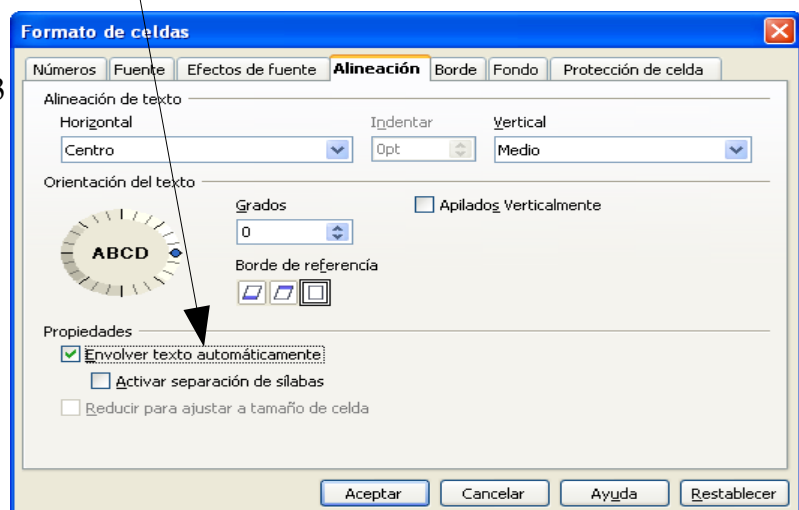 Formato de celdas
Números Fuente Efectos de fuente Alineación Borde Fondo Protección de celda
3
Alineación de texto
Horizontal Indentar Vertical
Centro 0pt Medio
Orientación del texto
Grados Apilados Verticalmente
0
ABCD
Borde de referencía
Propiedades
Envolver texto automáticamente
Activar separación de sílabas
Reducir para ajustar a tamaño de celda
Aceptar Cancelar Ayuda Restablecer